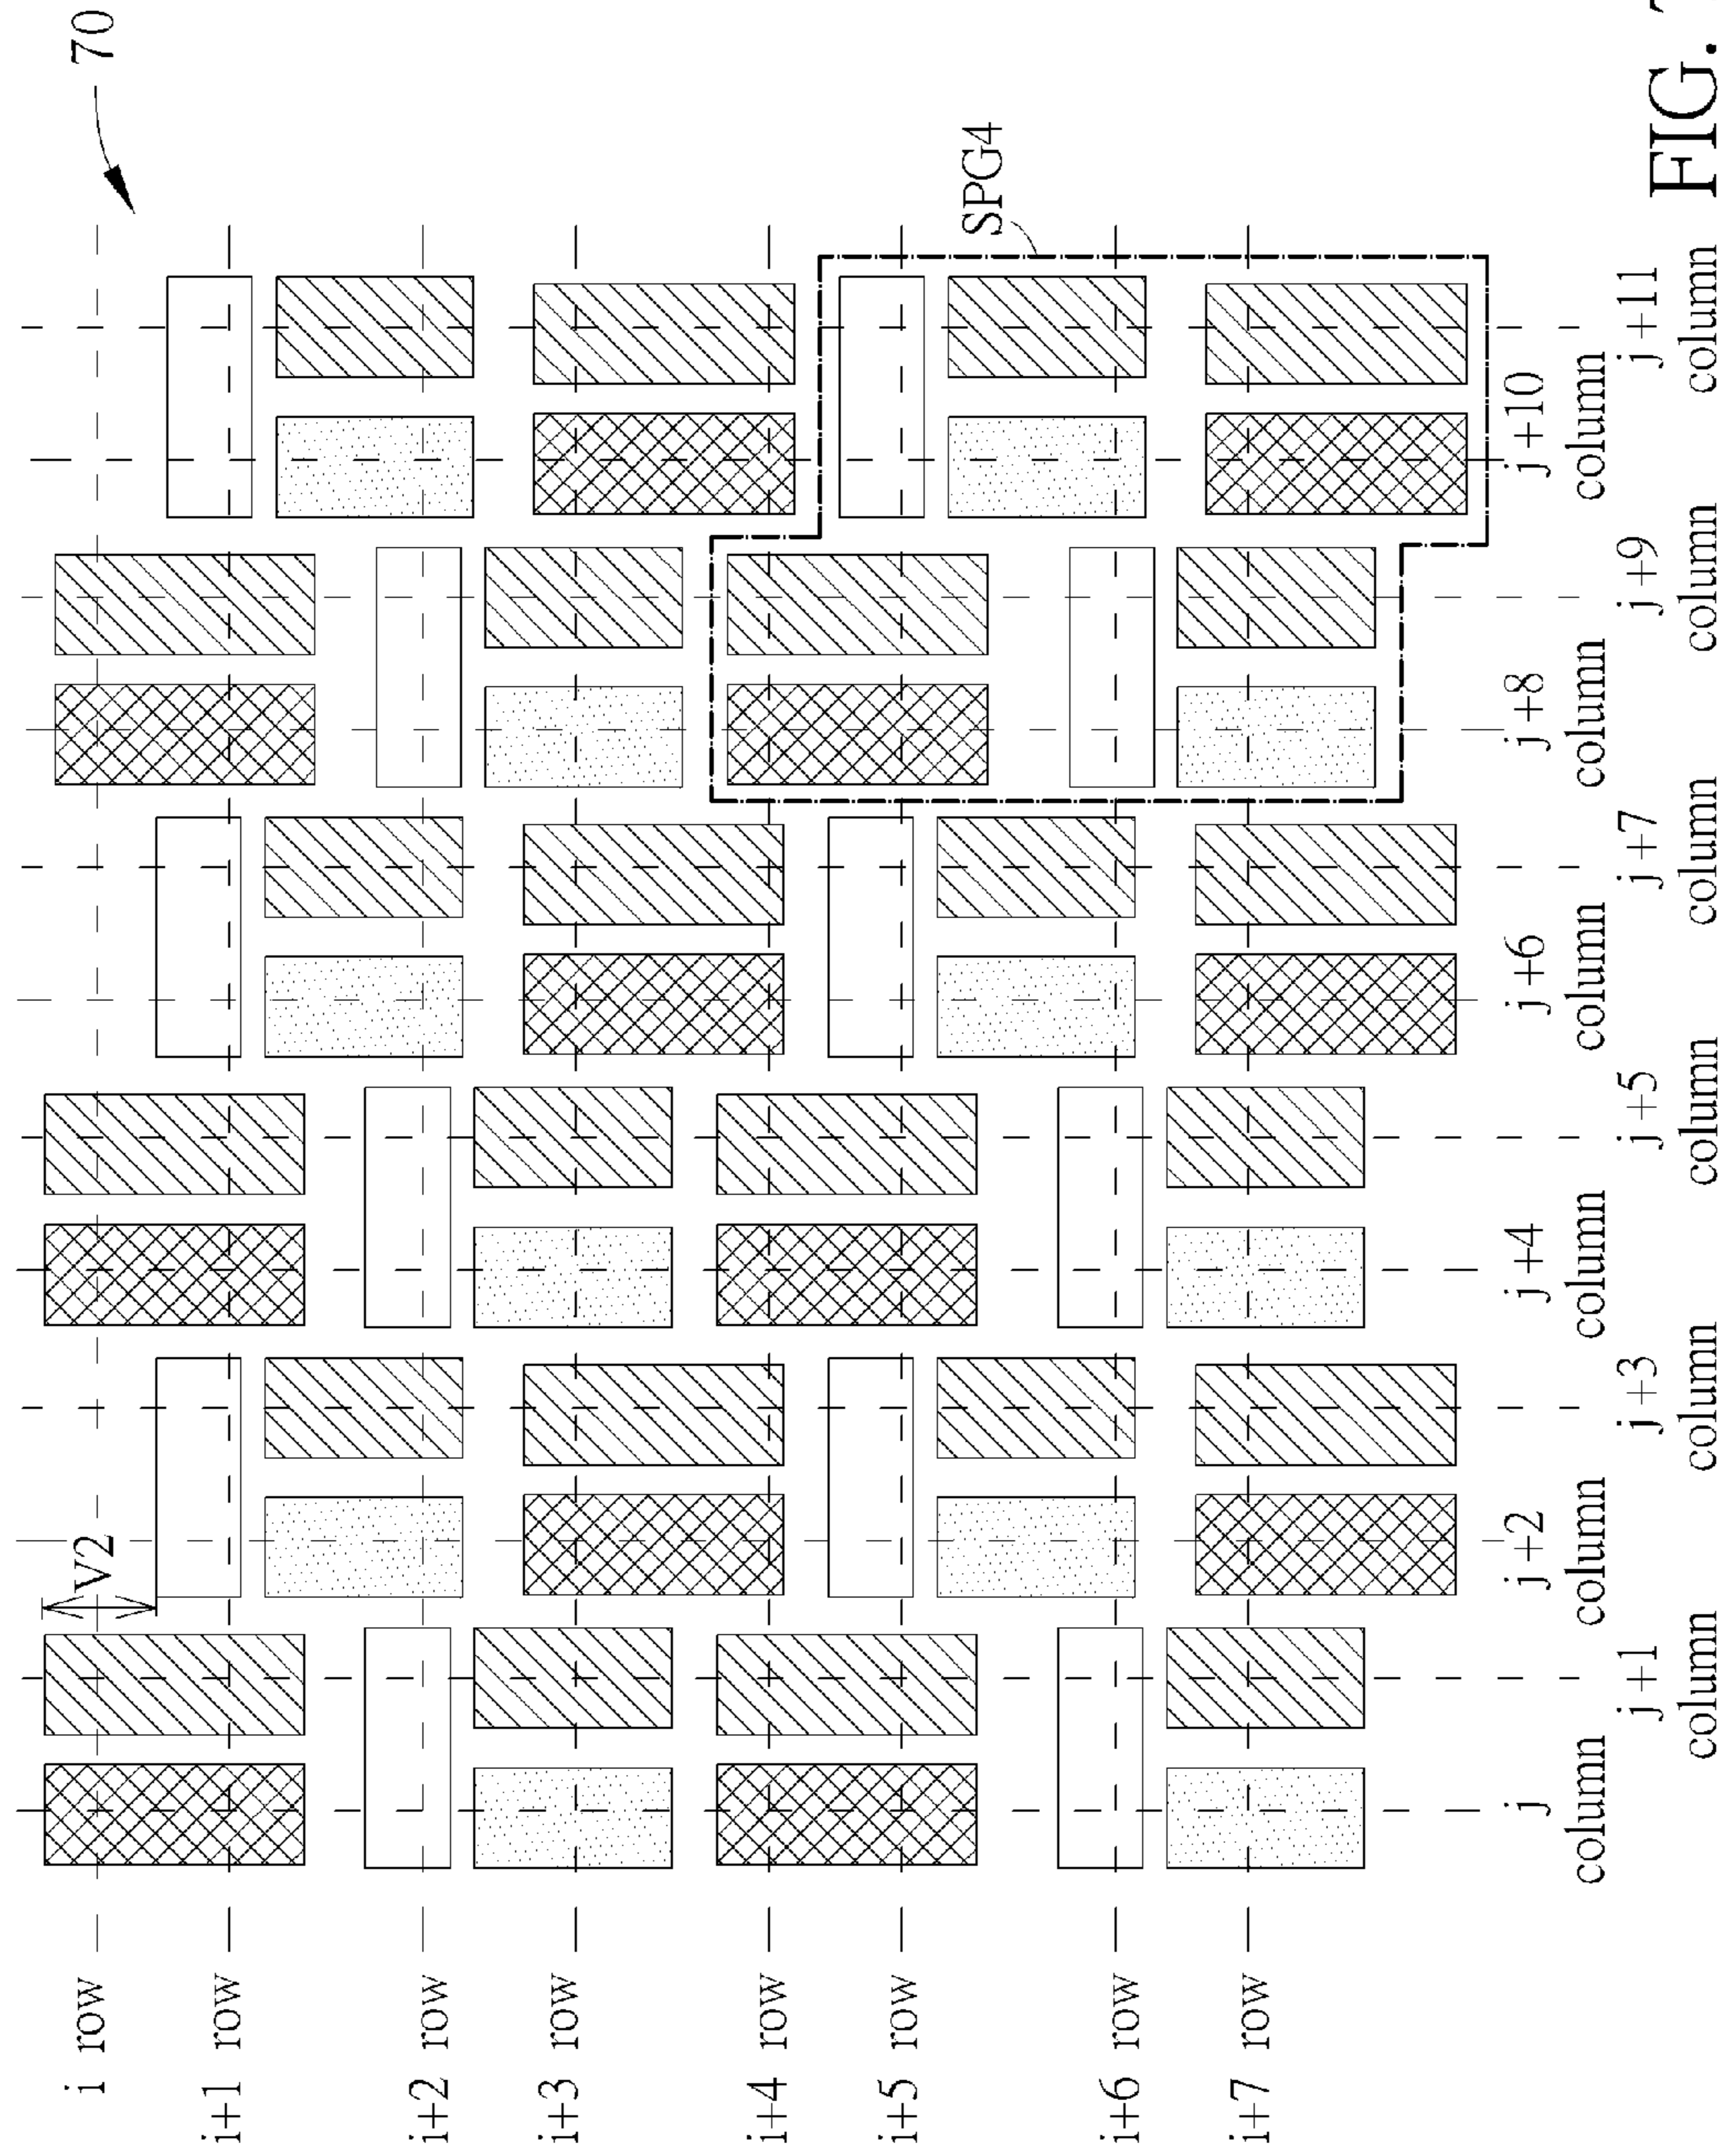 70
V2
SPG4
i row
i+1 row
i+2 row
i+3 row
i+4 row
i+5 row
i+6 row
i+7 row
j
column
j+1
column
j+2
column
j+3
column
j+4
column
j+5
column
j+6
column
j+7
column
j+8
column
j+9
column
j+10
column
j+11
column
FIG.